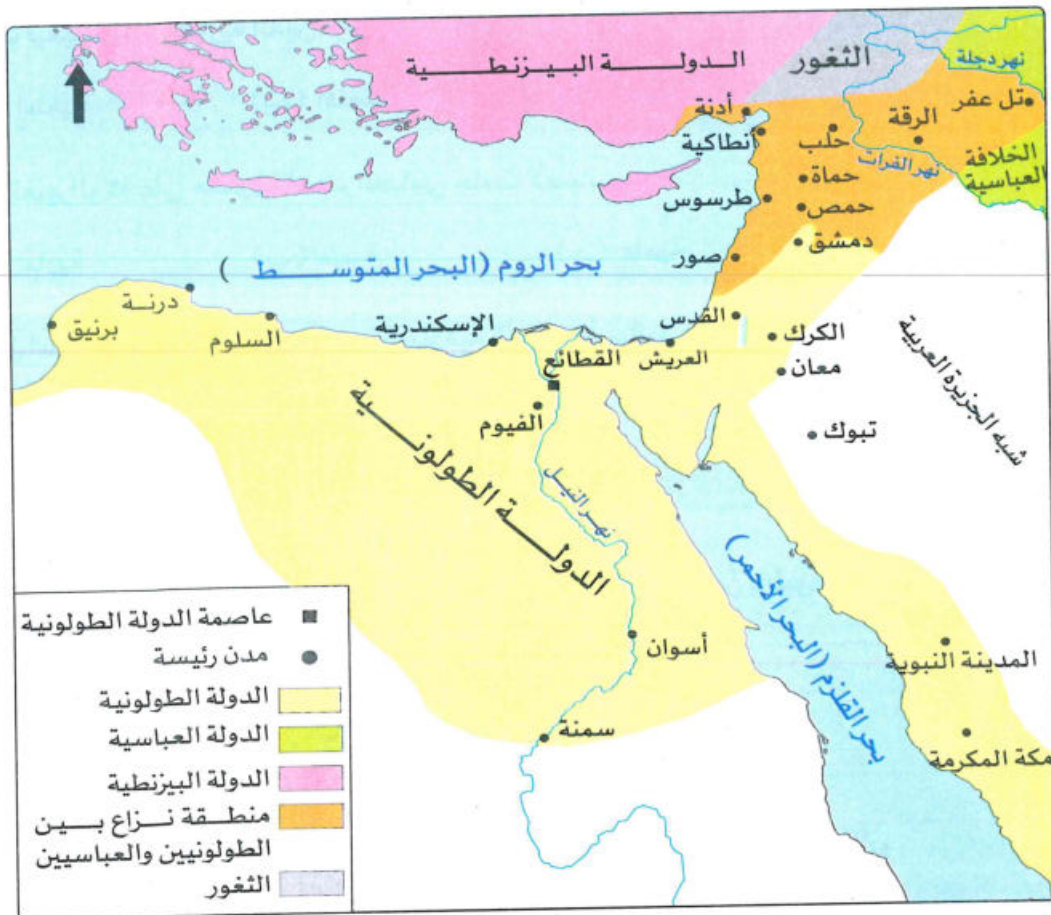 الدولة البيزنطية
الثغور
نهر دجلة
تل عفر
أدنة
الرقة
أنطاكية
حلب
نهر الفرات
الخلافة
العباسية
حماة
طرسوس
حمص
دمشق
صور
بحر الروم (البحر المتوسط)
درنة
برنيق
السلوم
الإسكندرية
القدس
العريش
القطائع
الكرك
معان
شبه الجزيرة العربية
الفيوم
تبوك
الدولة الطولونية
نهر النيل
بحر القلزم (البحر الأحمر)
أسوان
المدينة النبوية
سمنة
مكة المكرمة
عاصمة الدولة الطولونية
مدن رئيسة
الدولة الطولونية
الدولة العباسية
الدولة البيزنطية
منطقة نزاع بين
الطولونيين والعباسيين
الثغور